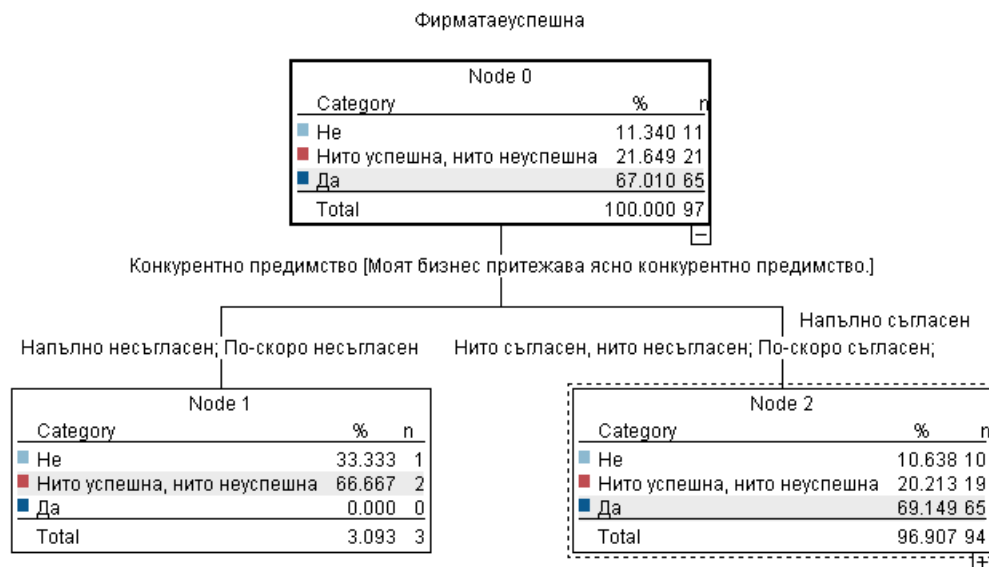 Фирматаеуспешна
Node 0
Category % n
Не 11.340 11
Нито успешна, нито неуспешна 21.649 21
Да 67.010 65
Total 100.000 97
Конкурентно предимство [Моят бизнес притежава ясно конкурентно предимство.]
Напълно несъгласен; По-скоро несъгласен
Напълно съгласен
Нито съгласен, нито несъгласен; По-скоро съгласен;
Node 1
Category % n
Не 33.333 1
Нито успешна, нито неуспешна 66.667 2
Да 0.000 0
Total 3.093 3
Node 2
Category % n
Не 10.638 10
Нито успешна, нито неуспешна 20.213 19
Да 69.149 65
Total 96.907 94